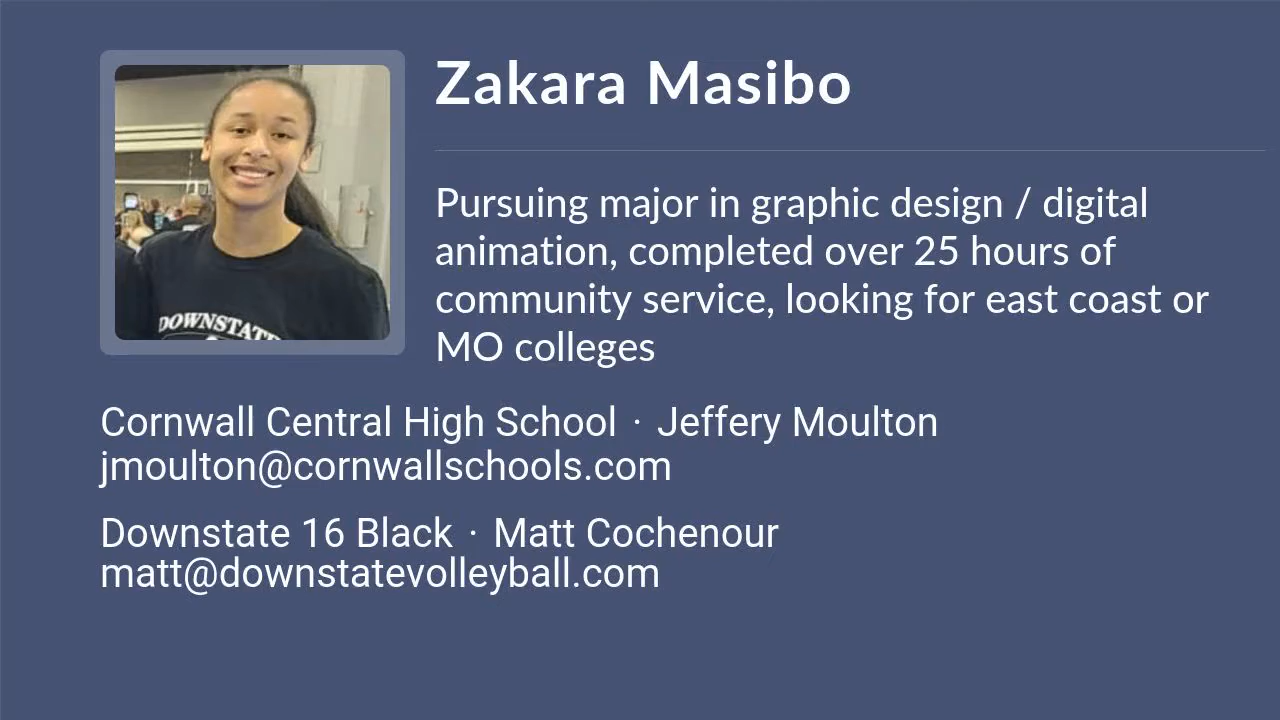 Zakara Masibo
Pursuing major in graphic design / digital
animation, completed over 25 hours of
community service, looking for east coast or
MO colleges
DOWNSTATE
Cornwall Central High School · Jeffery Moulton
jmoulton@cornwallschools.com
Downstate 16 Black · Matt Cochenour
matt@downstatevolleyball.com